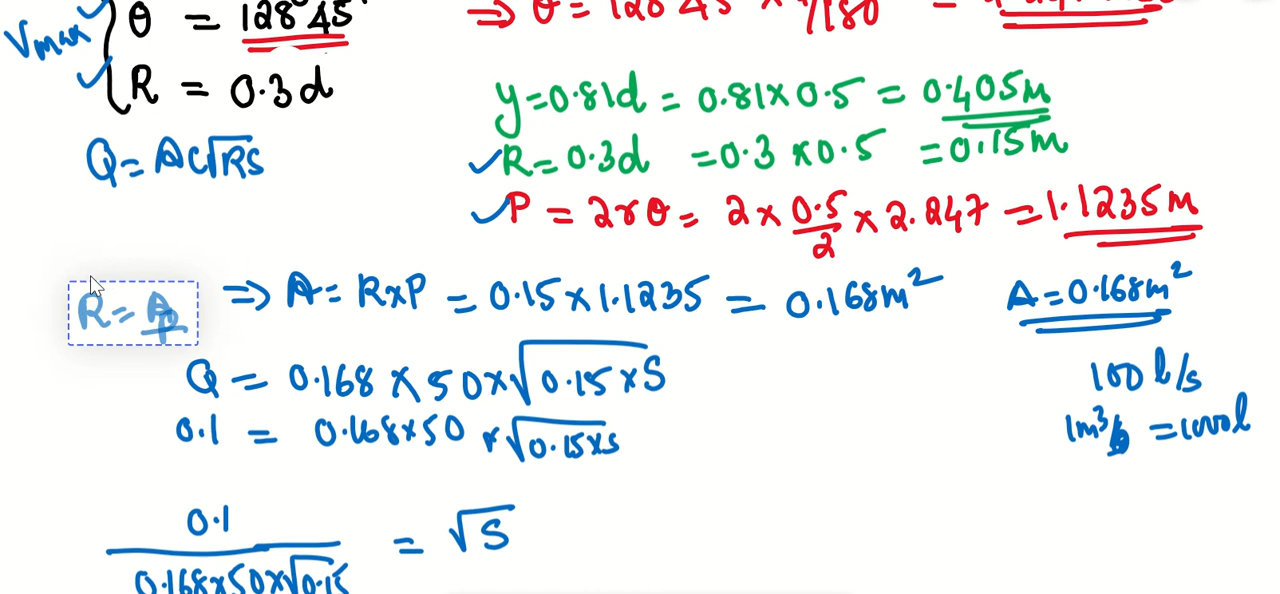 Vmax θ = 128°45' ⇒ θ = 128°45' × π/180 =
R = 0.3d
y = 0.81d = 0.81×0.5 = 0.405m
Q = AC√RS
R = 0.3d = 0.3×0.5 = 0.15m
P = 2rθ = 2 × 0.5/2 × 2.247 = 1.1235m
R = A/P ⇒ A = R×P = 0.15×1.1235 = 0.168m² A = 0.168m²
Q = 0.168 × 50×√0.15×S
100 l/s
0.1 = 0.168×50 ×√0.15×s
1m³/s = 1000l
0.1/0.168×50×√0.15 = √S